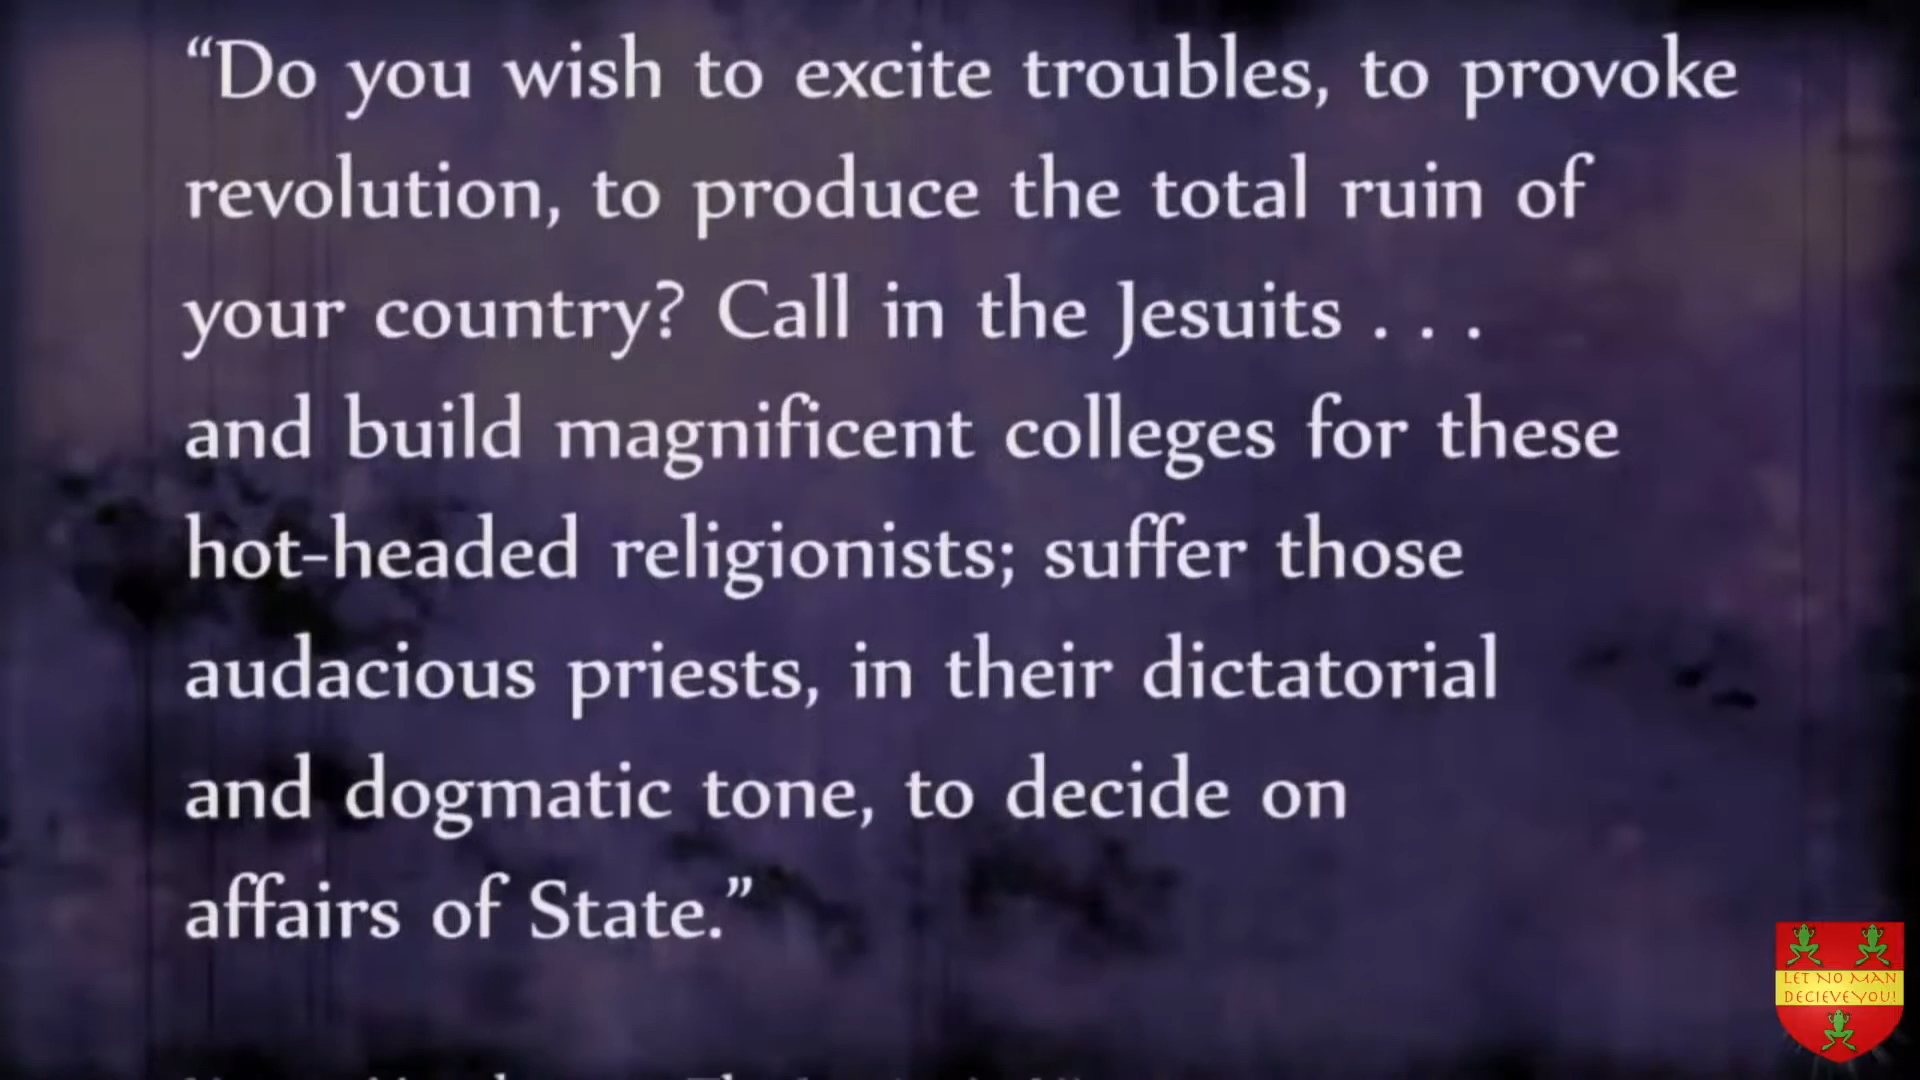 “Do you wish to excite troubles, to provoke
revolution, to produce the total ruin of
your country? Call in the Jesuits . . .
and build magnificent colleges for these
hot-headed religionists; suffer those
audacious priests, in their dictatorial
and dogmatic tone, to decide on
affairs of State.”
LET NO MAN
DECIEVE YOU!